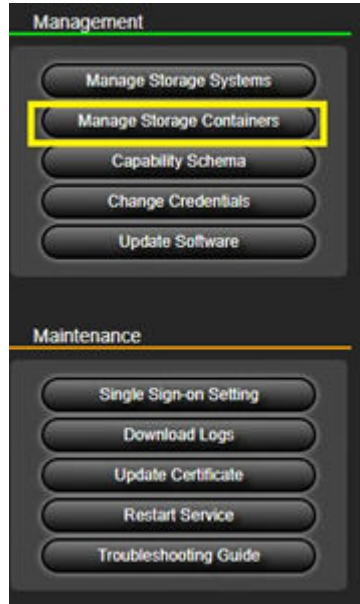 Management
Manage Storage Systems
Manage Storage Containers
Capability Schema
Change Credentials
Update Software
Maintenance
Single Sign-on Setting
Download Logs
Update Certificate
Restart Service
Troubleshooting Guide